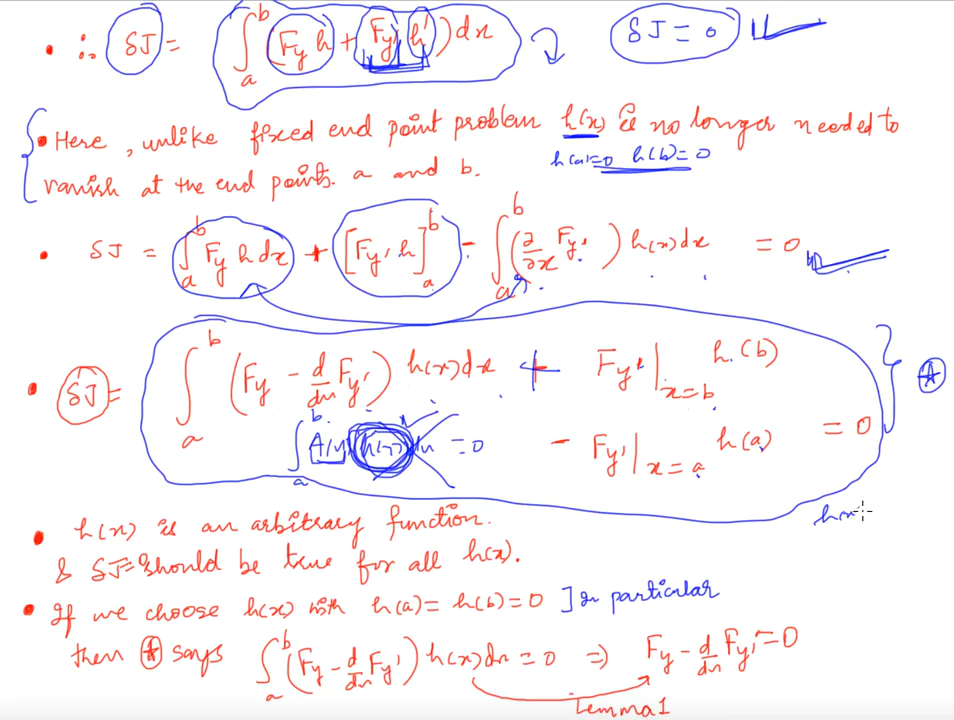 • ∴ δJ = ∫_a^b (F_y h + F_y' h') dx    δJ = 0
• Here, unlike fixed end point problem h(x) is no longer needed to
h(a)=0 h(b)=0
vanish at the end points. a and b.
• δJ = ∫_a^b F_y h dx + [F_y' h]_a^b - ∫_a^b (∂/∂x F_y') h(x) dx = 0
• δJ = ∫_a^b (F_y - d/dx F_y') h(x) dx + F_y'|_{x=b} h(b)
∫_a^b A(x) h(x) dx = 0    - F_y'|_{x=a} h(a) = 0
• h(x) is an arbitrary function.
& δJ=0 should be true for all h(x).
• If we choose h(x) with h(a) = h(b) = 0 ] In particular
then ⊛ says ∫_a^b (F_y - d/dx F_y') h(x) dx = 0 ⇒ F_y - d/dx F_y' = 0
Lemma 1